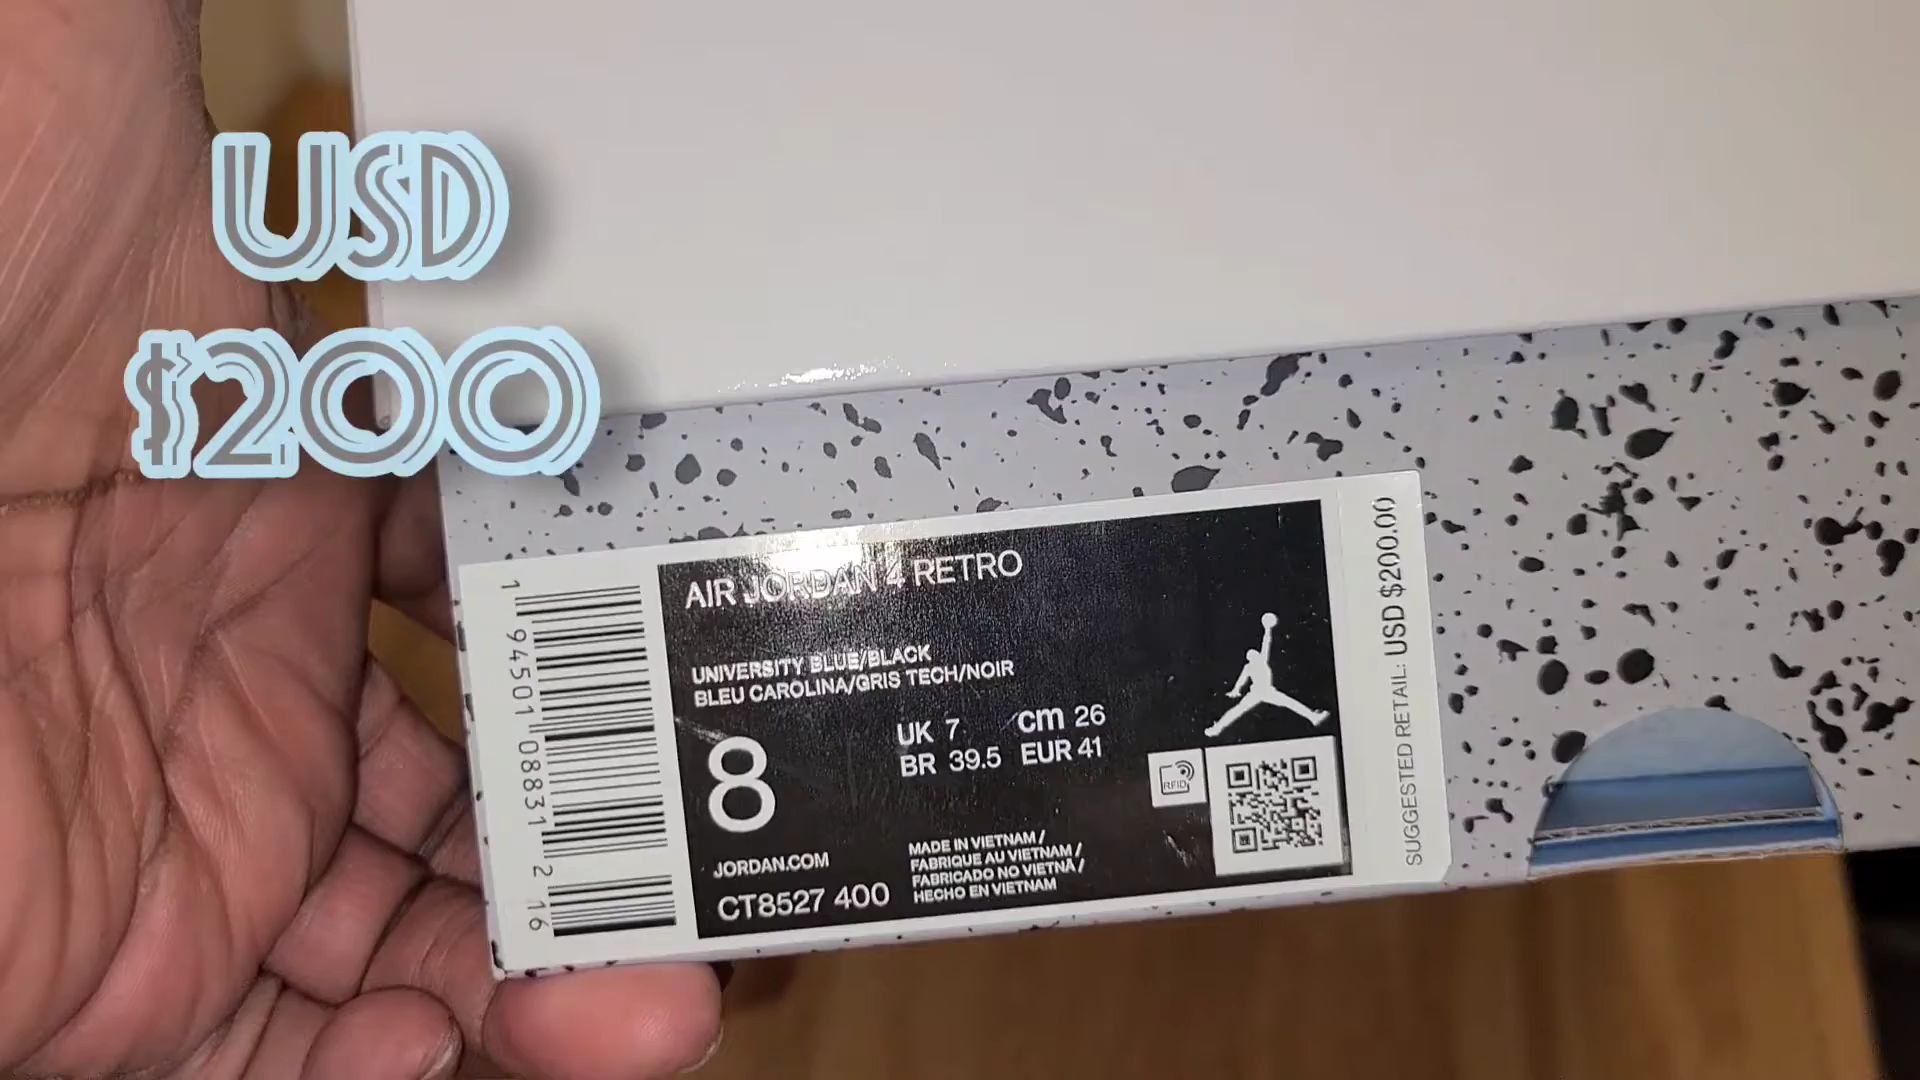 USD
$200
AIR JORDAN 4 RETRO
UNIVERSITY BLUE/BLACK
BLEU CAROLINA/GRIS TECH/NOIR
8
UK 7 cm 26
BR 39.5 EUR 41
RFID
JORDAN.COM
CT8527 400
MADE IN VIETNAM /
FABRIQUE AU VIETNAM /
FABRICADO NO VIETNÃ /
HECHO EN VIETNAM
1 94501 08831 2 16
SUGGESTED RETAIL: USD $200.00